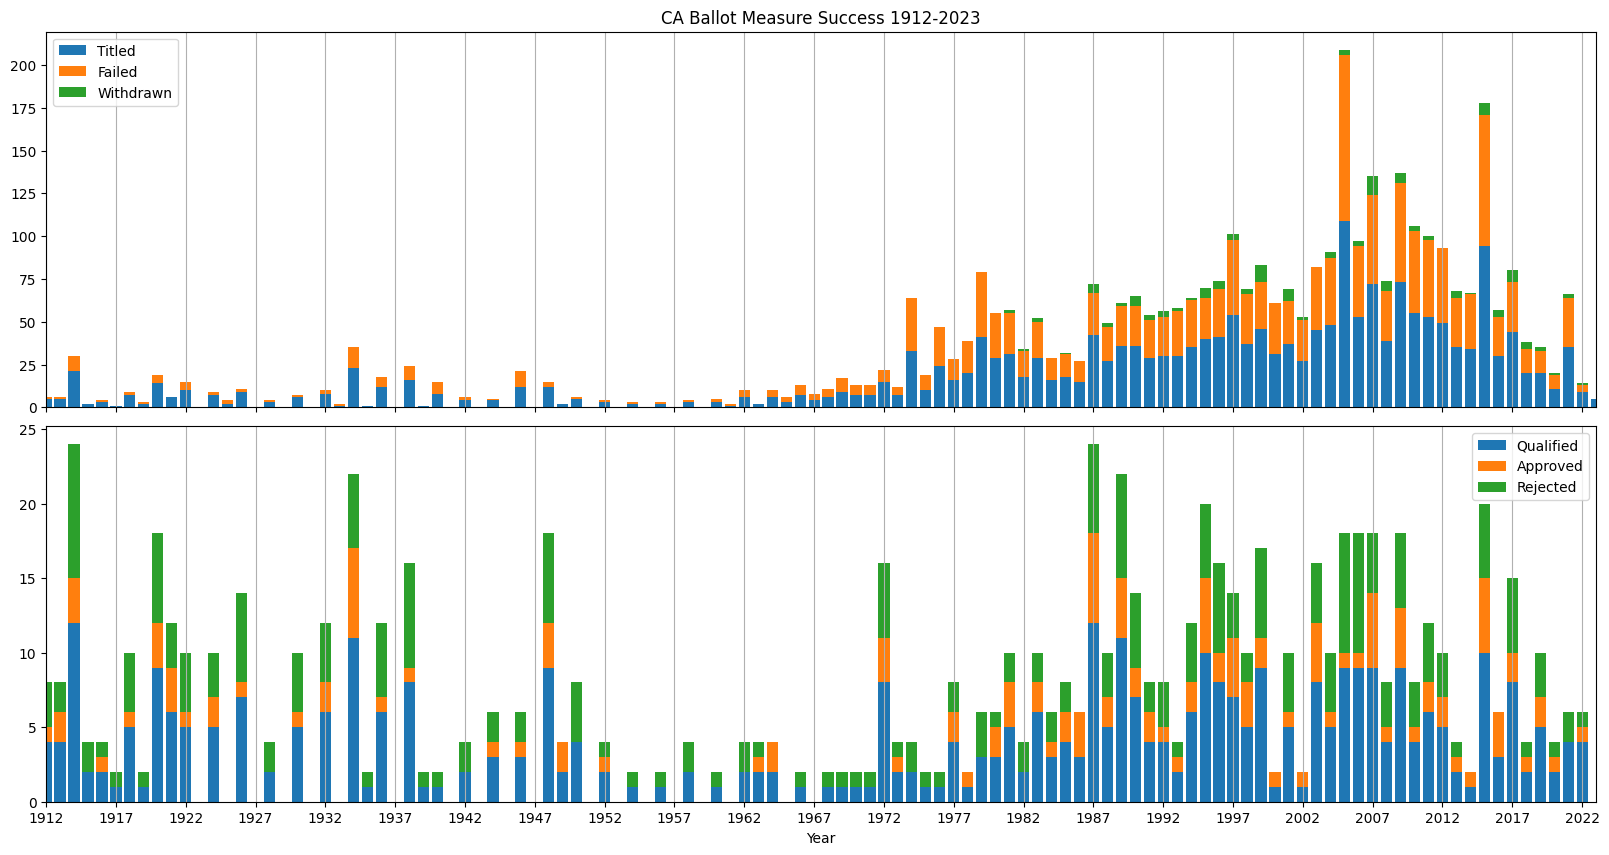 CA Ballot Measure Success 1912-2023
Titled
Failed
Withdrawn
200
175
150
125
100
75
50
25
0
Qualified
Approved
Rejected
25
20
15
10
5
0
1912 1917 1922 1927 1932 1937 1942 1947 1952 1957 1962 1967 1972 1977 1982 1987 1992 1997 2002 2007 2012 2017 2022
Year